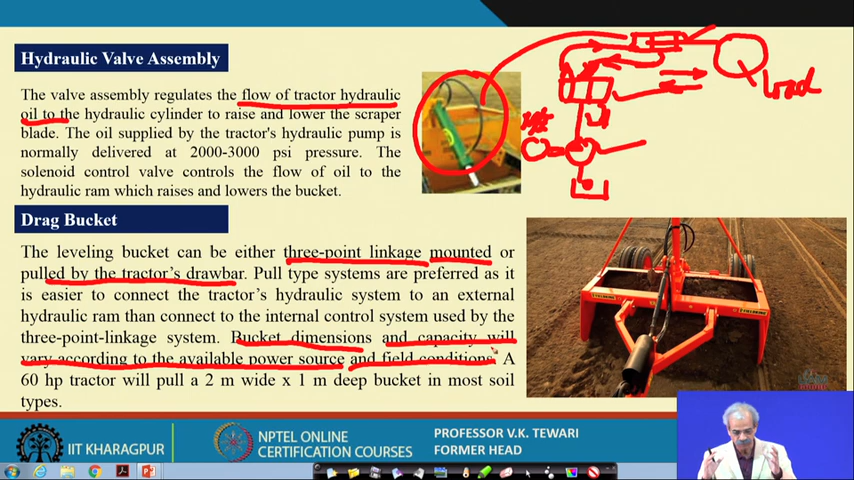 Hydraulic Valve Assembly
The valve assembly regulates the flow of tractor hydraulic
oil to the hydraulic cylinder to raise and lower the scraper
blade. The oil supplied by the tractor's hydraulic pump is
normally delivered at 2000-3000 psi pressure. The
solenoid control valve controls the flow of oil to the
hydraulic ram which raises and lowers the bucket.
load
Drag Bucket
The leveling bucket can be either three-point linkage mounted or
pulled by the tractor's drawbar. Pull type systems are preferred as it
is easier to connect the tractor's hydraulic system to an external
hydraulic ram than connect to the internal control system used by the
three-point-linkage system. Bucket dimensions and capacity will
vary according to the available power source and field conditions. A
60 hp tractor will pull a 2 m wide x 1 m deep bucket in most soil
types.
IIT KHARAGPUR
NPTEL ONLINE
CERTIFICATION COURSES
PROFESSOR V.K. TEWARI
FORMER HEAD